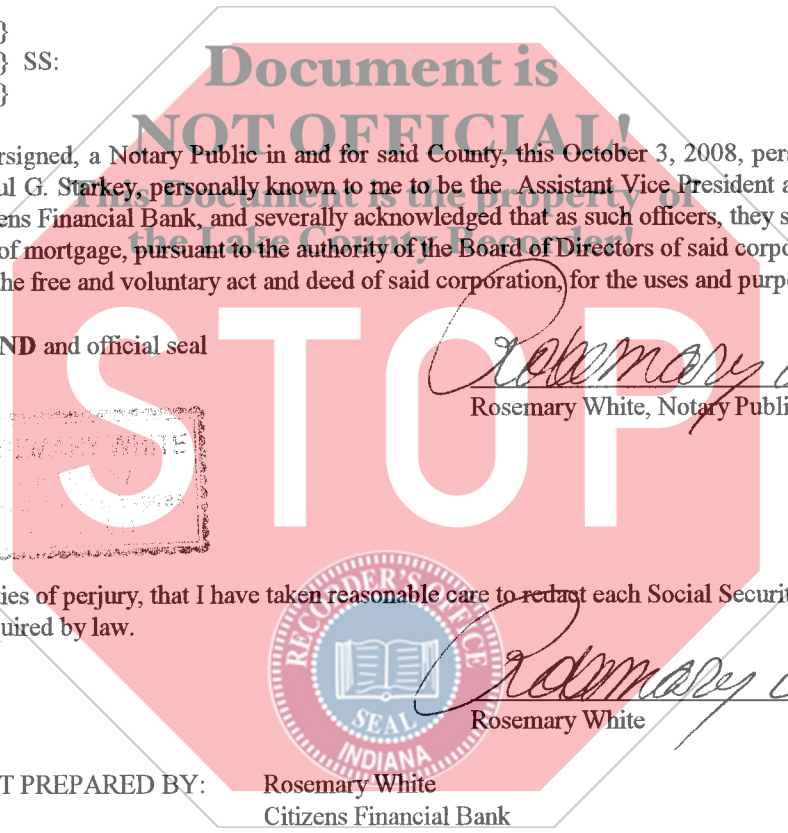 }
} SS:
}
Document is
NOT OFFICIAL!
This Document is the property of
the Lake County Recorder!
rsigned, a Notary Public in and for said County, this October 3, 2008, pers
ul G. Starkey, personally known to me to be the Assistant Vice President a
ens Financial Bank, and severally acknowledged that as such officers, they s
of mortgage, pursuant to the authority of the Board of Directors of said corpo
he free and voluntary act and deed of said corporation, for the uses and purp
ND and official seal
STOP
Rosemary
Rosemary White, Notary Publi
EMARY WHITE
ies of perjury, that I have taken reasonable care to redact each Social Securit
uired by law.
RECORDER'S OFFICE
SEAL
INDIANA
Rosemary
Rosemary White
T PREPARED BY: Rosemary White
Citizens Financial Bank